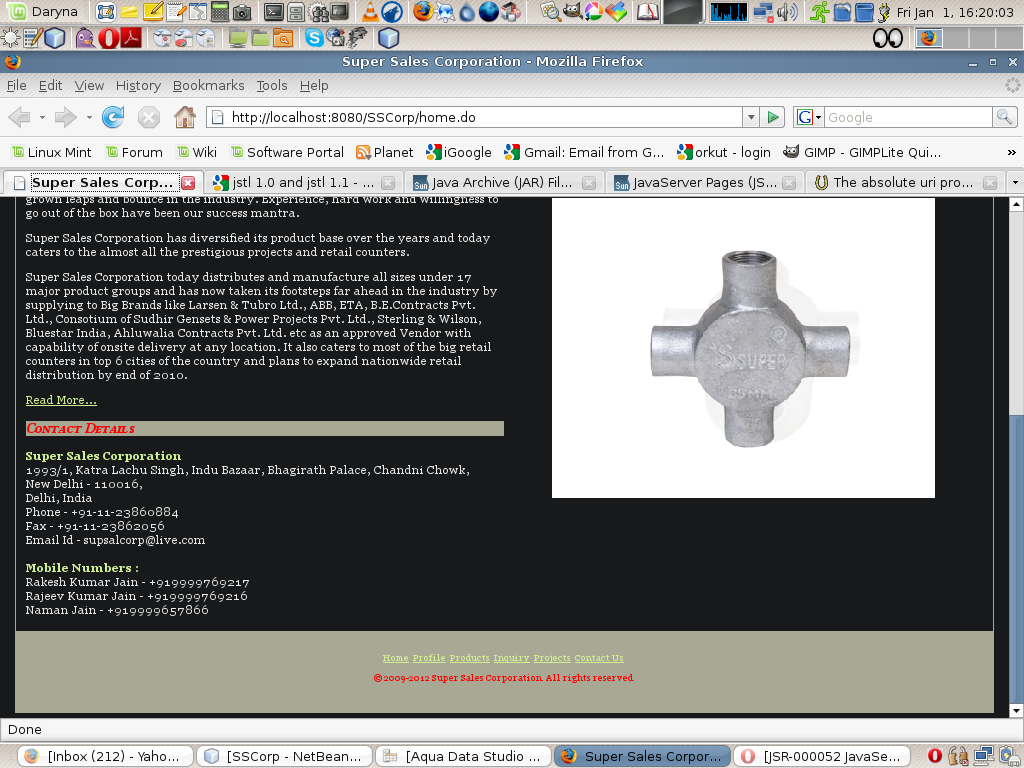 Daryna
Fri Jan 1, 16:20:03
Super Sales Corporation - Mozilla Firefox
File Edit View History Bookmarks Tools Help
http://localhost:8080/SSCorp/home.do
G Google
Linux Mint Forum Wiki Software Portal Planet iGoogle Gmail: Email from G... orkut - login GIMP - GIMPLite Qui... »
Super Sales Corp... jstl 1.0 and jstl 1.1 - ... Java Archive (JAR) Fil... JavaServer Pages (JS... The absolute uri pro...
grown leaps and bounce in the industry. Experience, hard work and willingness to
go out of the box have been our success mantra.
Super Sales Corporation has diversified its product base over the years and today
caters to the almost all the prestigious projects and retail counters.
Super Sales Corporation today distributes and manufacture all sizes under 17
major product groups and has now taken its footsteps far ahead in the industry by
supplying to Big Brands like Larsen & Tubro Ltd., ABB, ETA, B.E.Contracts Pvt.
Ltd., Consotium of Sudhir Gensets & Power Projects Pvt. Ltd., Sterling & Wilson,
Bluestar India, Ahluwalia Contracts Pvt. Ltd. etc as an approved Vendor with
capability of onsite delivery at any location. It also caters to most of the big retail
counters in top 6 cities of the country and plans to expand nationwide retail
distribution by end of 2010.
Read More...
Contact Details
Super Sales Corporation
1993/1, Katra Lachu Singh, Indu Bazaar, Bhagirath Palace, Chandni Chowk,
New Delhi - 110016,
Delhi, India
Phone - +91-11-23860884
Fax - +91-11-23862056
Email Id - supsalcorp@live.com
Mobile Numbers :
Rakesh Kumar Jain - +919999769217
Rajeev Kumar Jain - +919999769216
Naman Jain - +919999657866
SUPER
®
Home Profile Products Inquiry Projects Contact Us
©2009-2012 Super Sales Corporation. All rights reserved.
Done
[Inbox (212) - Yaho... [SSCorp - NetBean... [Aqua Data Studio ... Super Sales Corpor... [JSR-000052 JavaSe...